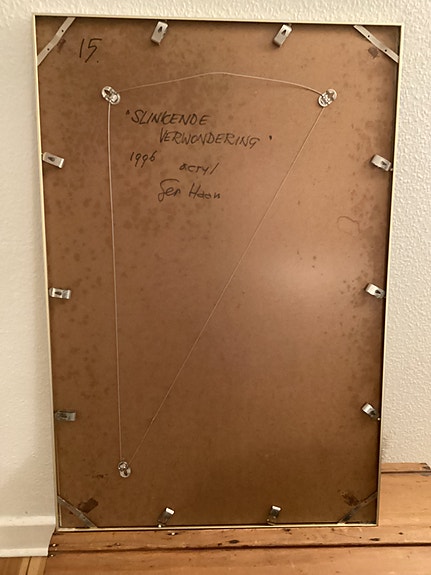 15.
"SLINKENDE
VERWONDERING"
1996
acryl